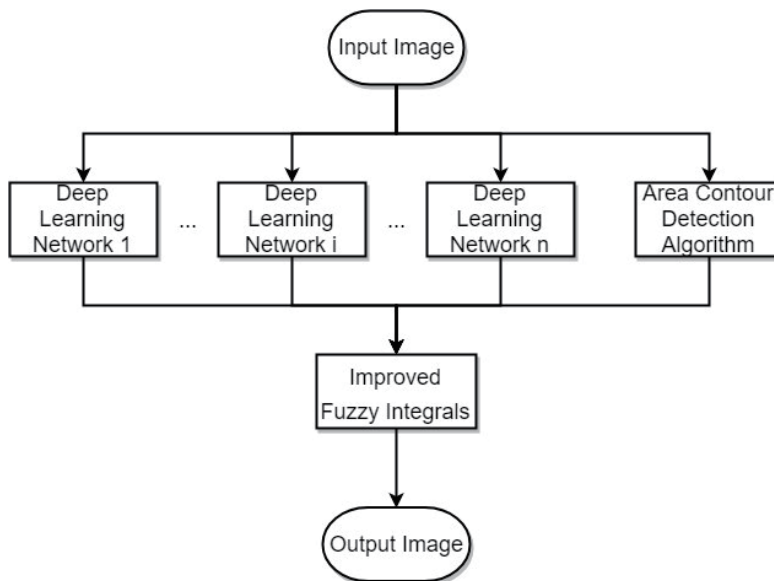 Input Image
Deep
Learning
Network 1
...
Deep
Learning
Network i
...
Deep
Learning
Network n
Area Contour
Detection
Algorithm
Improved
Fuzzy Integrals
Output Image